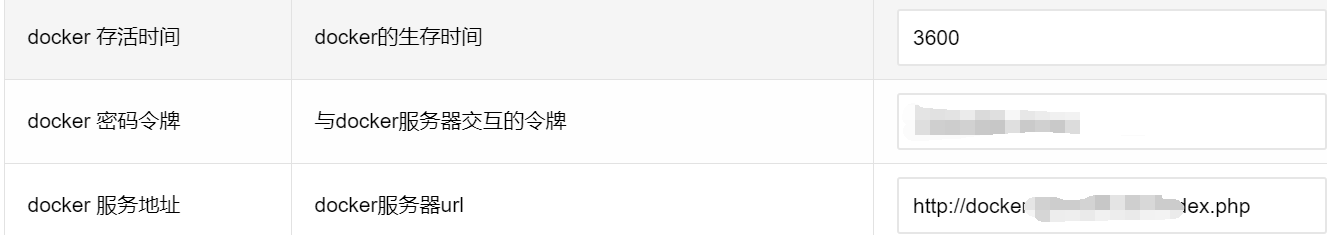 docker 存活时间 docker的生存时间 3600
docker 密码令牌 与docker服务器交互的令牌
docker 服务地址 docker服务器url http://docker dex.php